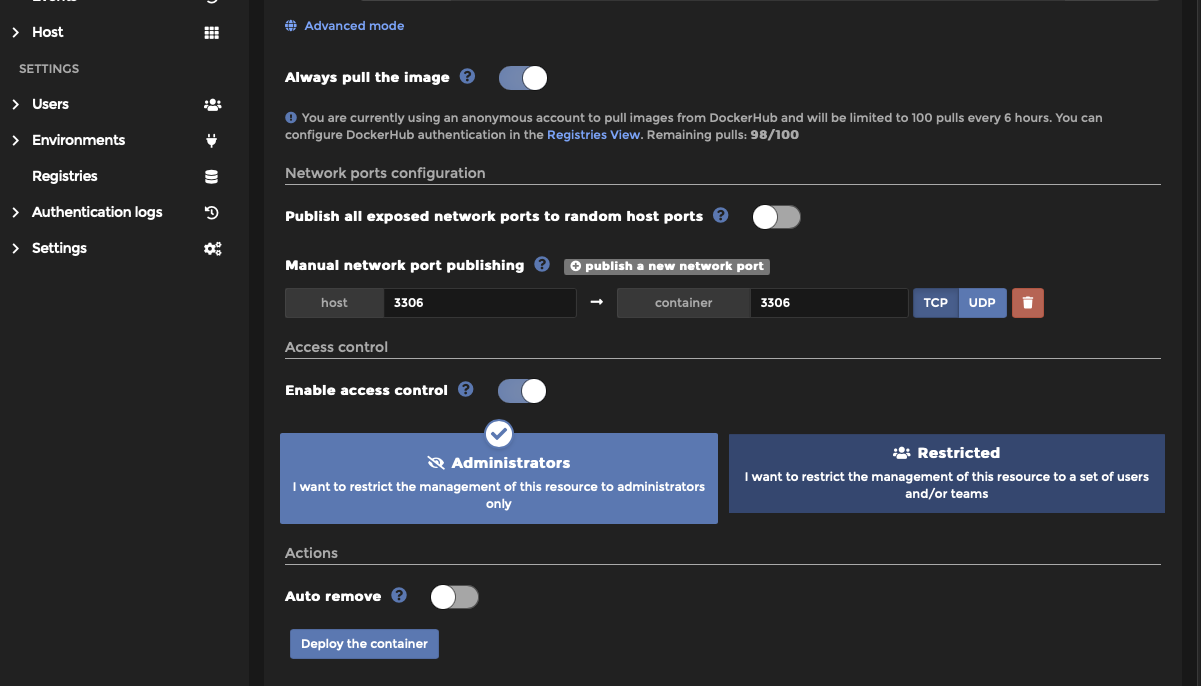 Events
Host
SETTINGS
Users
Environments
Registries
Authentication logs
Settings
Advanced mode
Always pull the image
You are currently using an anonymous account to pull images from DockerHub and will be limited to 100 pulls every 6 hours. You can
configure DockerHub authentication in the Registries View. Remaining pulls: 98/100
Network ports configuration
Publish all exposed network ports to random host ports
Manual network port publishing publish a new network port
host 3306 → container 3306 TCP UDP
Access control
Enable access control
Administrators
I want to restrict the management of this resource to administrators
only
Restricted
I want to restrict the management of this resource to a set of users
and/or teams
Actions
Auto remove
Deploy the container